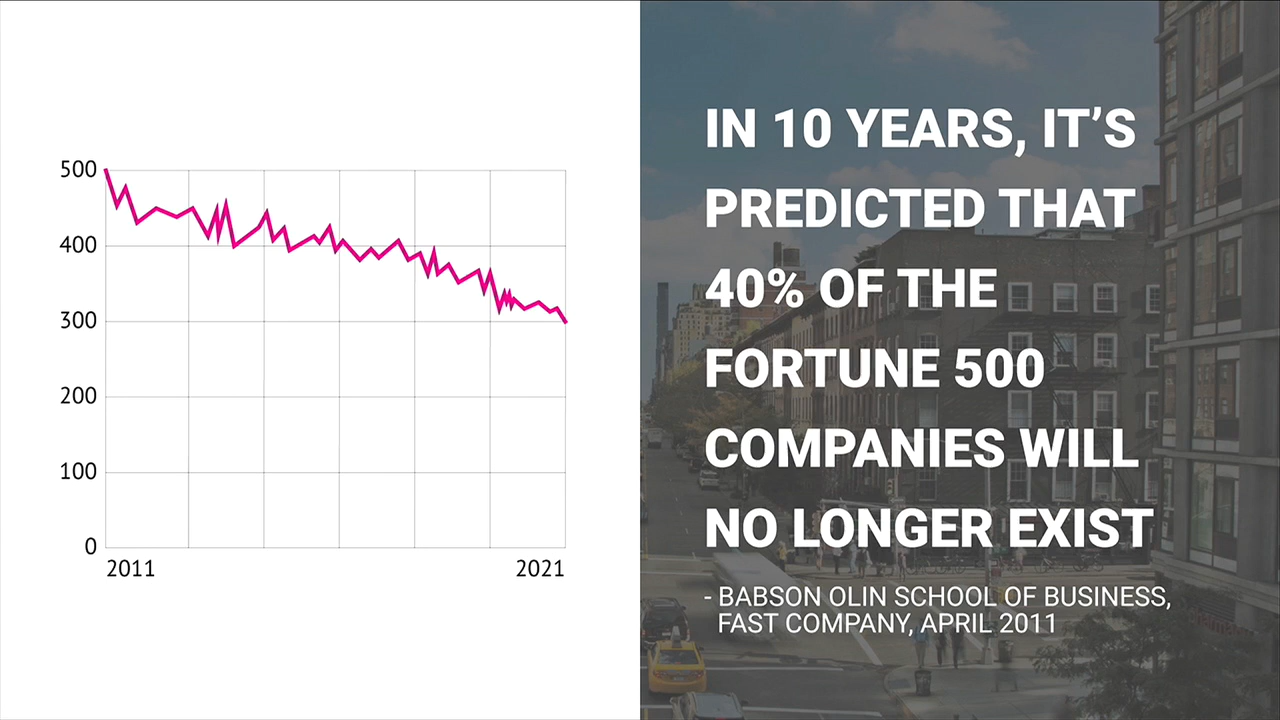 500
400
300
200
100
0
2011
2021
IN 10 YEARS, IT’S
PREDICTED THAT
40% OF THE
FORTUNE 500
COMPANIES WILL
NO LONGER EXIST
- BABSON OLIN SCHOOL OF BUSINESS,
FAST COMPANY, APRIL 2011